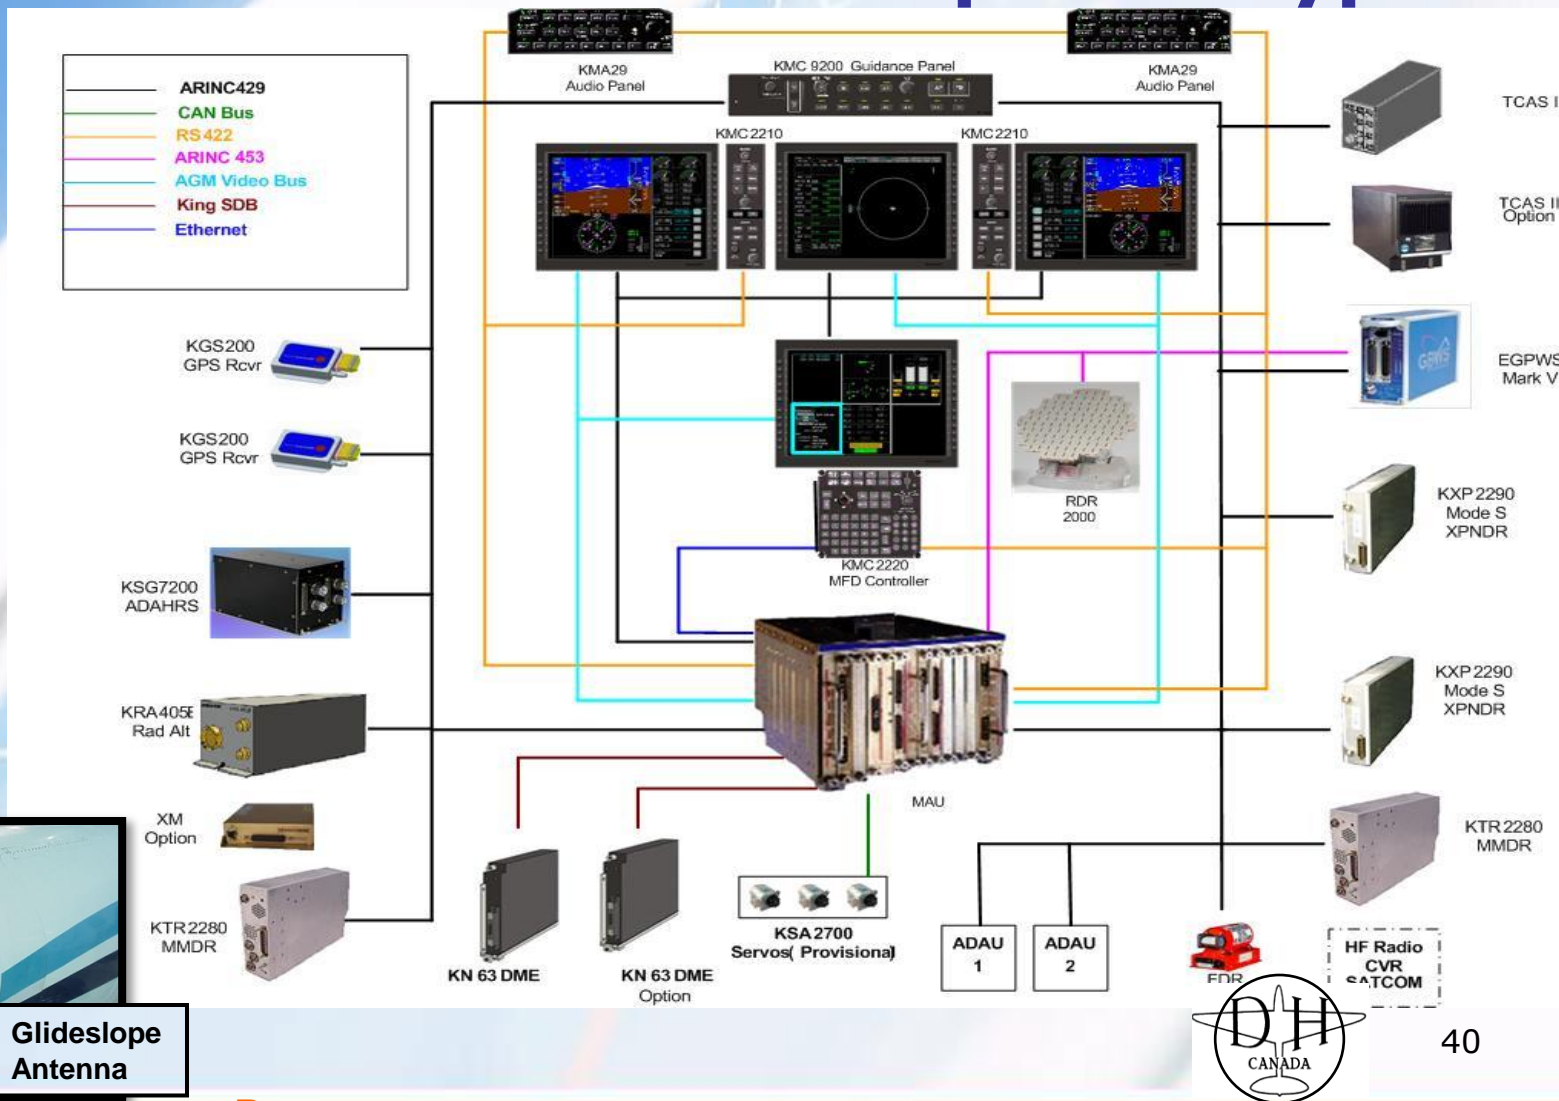 KMA29
Audio Panel
KMC 9200 Guidance Panel
KMA29
Audio Panel
ARINC429
CAN Bus
RS422
ARINC 453
AGM Video Bus
King SDB
Ethernet
KMC2210
KMC2210
TCAS I
TCAS II
Option
KGS200
GPS Rcvr
EGPWS
Mark V
KGS200
GPS Rcvr
RDR
2000
KXP2290
Mode S
XPNDR
KMC2220
MFD Controller
KSG7200
ADAHRS
KRA405E
Rad Alt
KXP2290
Mode S
XPNDR
MAU
XM
Option
KTR2280
MMDR
KTR2280
MMDR
KSA2700
Servos( Provisional)
KN 63 DME
KN 63 DME
Option
ADAU
1
ADAU
2
FDR
HF Radio
CVR
SATCOM
Glideslope
Antenna
DH
CANADA
40